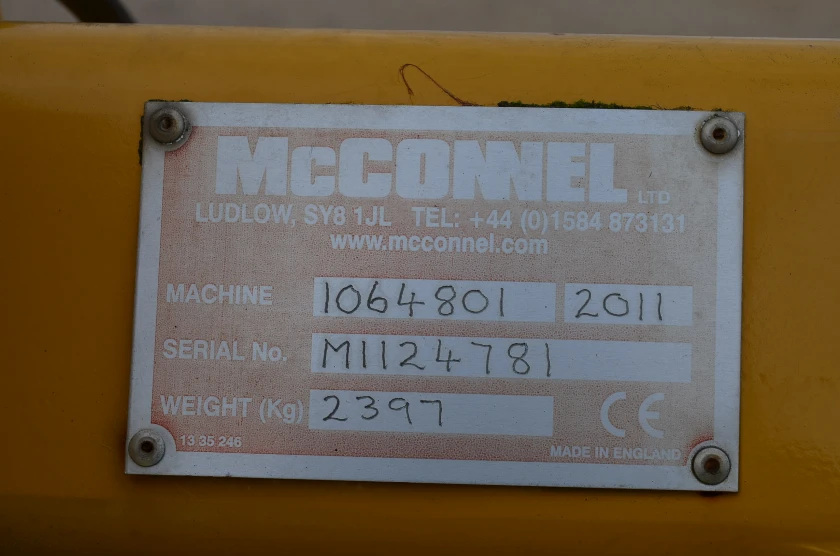 McCONNEL LTD
LUDLOW, SY8 1JL TEL: +44 (0)1584 873131
www.mcconnel.com
MACHINE 1064801 2011
SERIAL No. M1124781
WEIGHT (Kg) 2397 CE
13 35 246 MADE IN ENGLAND